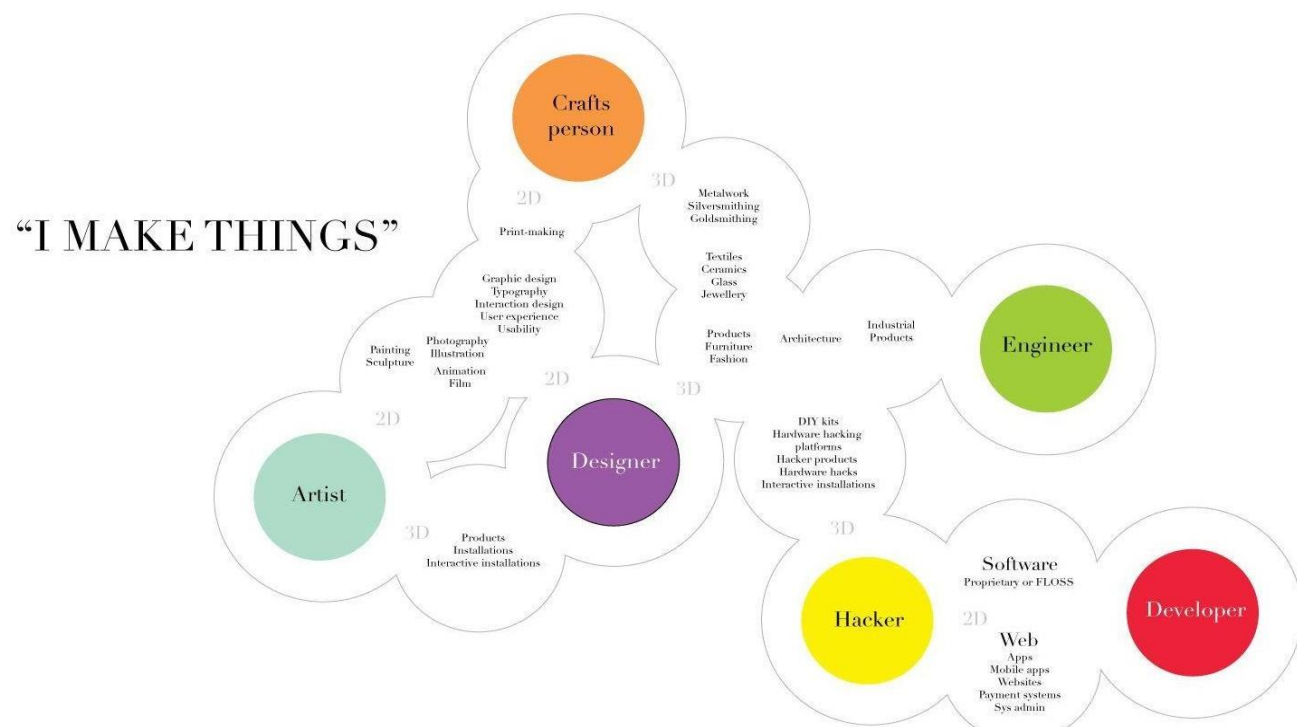 Crafts
person
2D
3D
Metalwork
Silversmithing
Goldsmithing
“I MAKE THINGS”
Print-making
Textiles
Ceramics
Glass
Jewellery
Graphic design
Typography
Interaction design
User experience
Usability
Painting
Sculpture
Photography
Illustration
Animation
Film
2D
2D
Products
Furniture
Fashion
3D
Architecture
Industrial
Products
Engineer
DIY kits
Hardware hacking
platforms
Hacker products
Hardware hacks
Interactive installations
3D
Designer
Artist
3D
Products
Installations
Interactive installations
Hacker
Software
Proprietary or FLOSS
2D
Web
Apps
Mobile apps
Websites
Payment systems
Sys admin
Developer